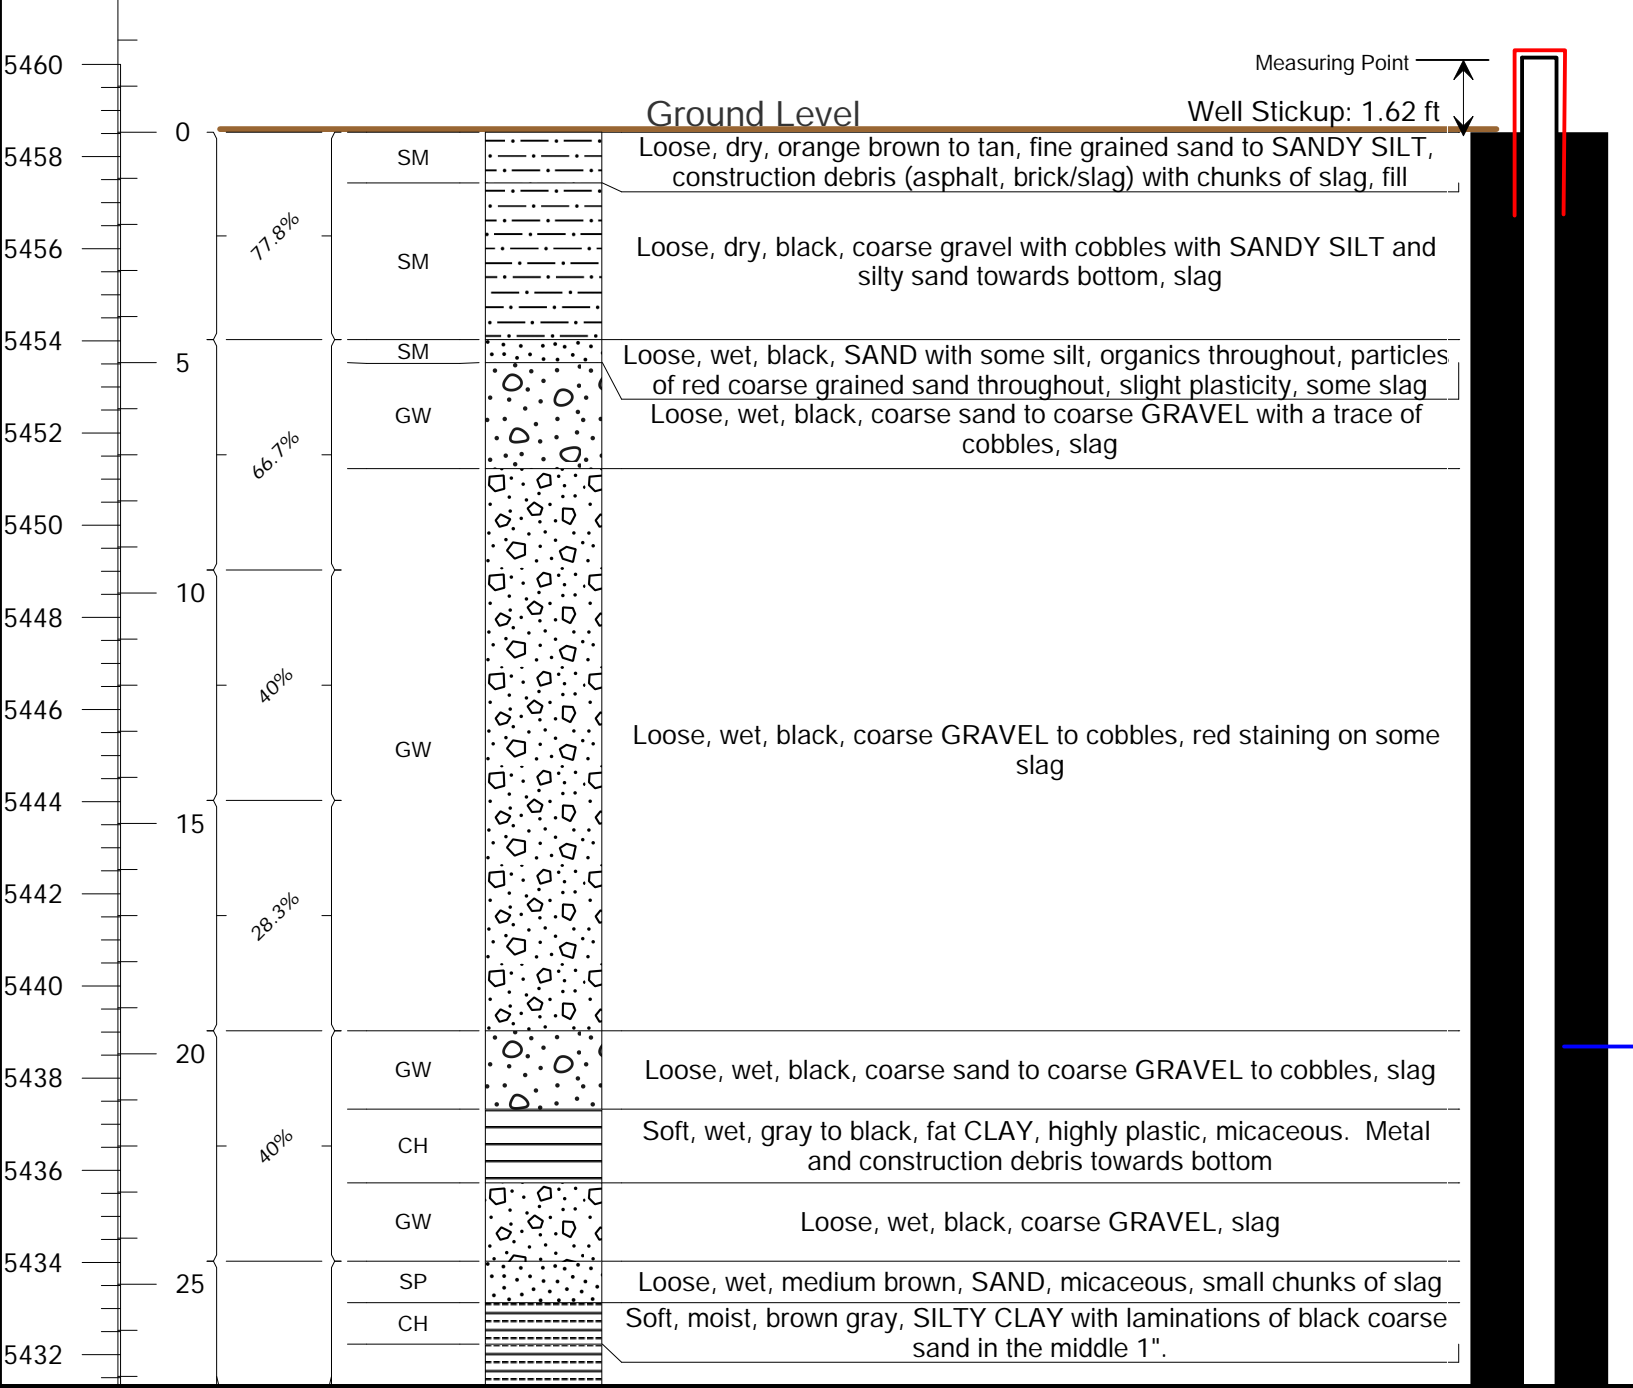 5460
Measuring Point
Ground Level
Well Stickup: 1.62 ft
0
SM
Loose, dry, orange brown to tan, fine grained sand to SANDY SILT,
construction debris (asphalt, brick/slag) with chunks of slag, fill
5458
77.8%
5456
SM
Loose, dry, black, coarse gravel with cobbles with SANDY SILT and
silty sand towards bottom, slag
5454
SM
5
Loose, wet, black, SAND with some silt, organics throughout, particles
of red coarse grained sand throughout, slight plasticity, some slag
GW
Loose, wet, black, coarse sand to coarse GRAVEL with a trace of
cobbles, slag
5452
66.7%
5450
10
5448
40%
5446
GW
Loose, wet, black, coarse GRAVEL to cobbles, red staining on some
slag
5444
15
5442
28.3%
5440
20
5438
GW
Loose, wet, black, coarse sand to coarse GRAVEL to cobbles, slag
40%
CH
Soft, wet, gray to black, fat CLAY, highly plastic, micaceous.  Metal
and construction debris towards bottom
5436
GW
Loose, wet, black, coarse GRAVEL, slag
5434
25
SP
Loose, wet, medium brown, SAND, micaceous, small chunks of slag
CH
Soft, moist, brown gray, SILTY CLAY with laminations of black coarse
sand in the middle 1".
5432